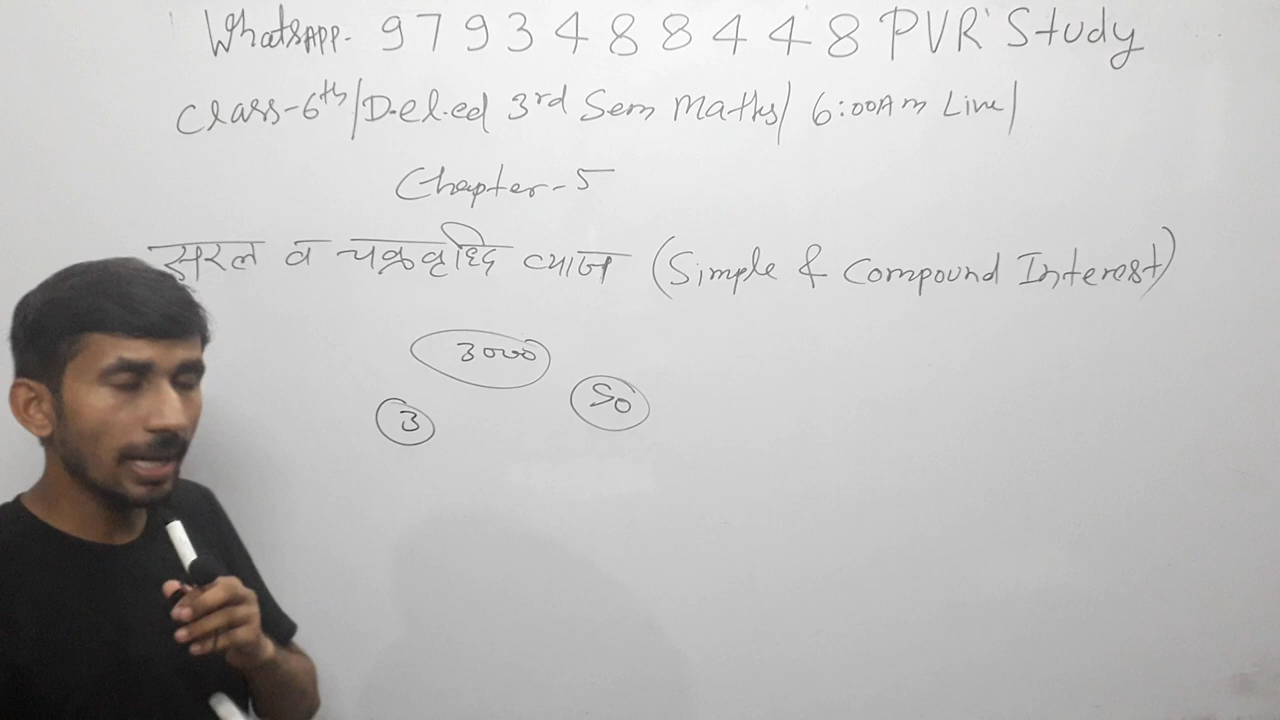 WhatsAPP. 9793488448 PVR Study
Class-6th/D.el.ed 3rd Sem Maths/ 6:00Am Live/
Chapter-5
सरल व चक्रवृध्दि ब्याज (Simple & Compound Interest)
3000
50
3